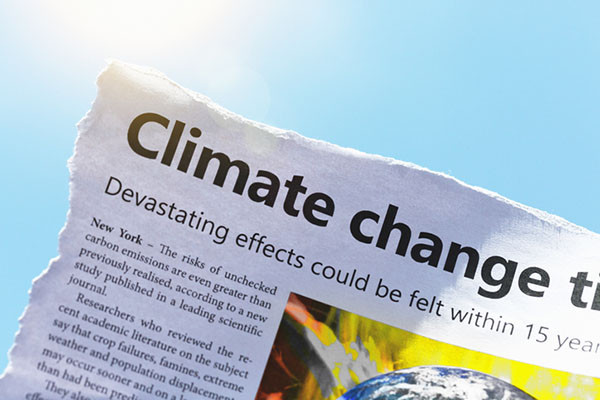 Climate change
Devastating effects could be felt within 15
New York – The risks of unchecked
carbon emissions are even greater than
previously realised, according to a new
study published in a leading scientific
journal.
Researchers who reviewed the re-
cent academic literature on the subject
say that crop failures, famines, extreme
weather and population displacement
may occur sooner and on a
than had been
They